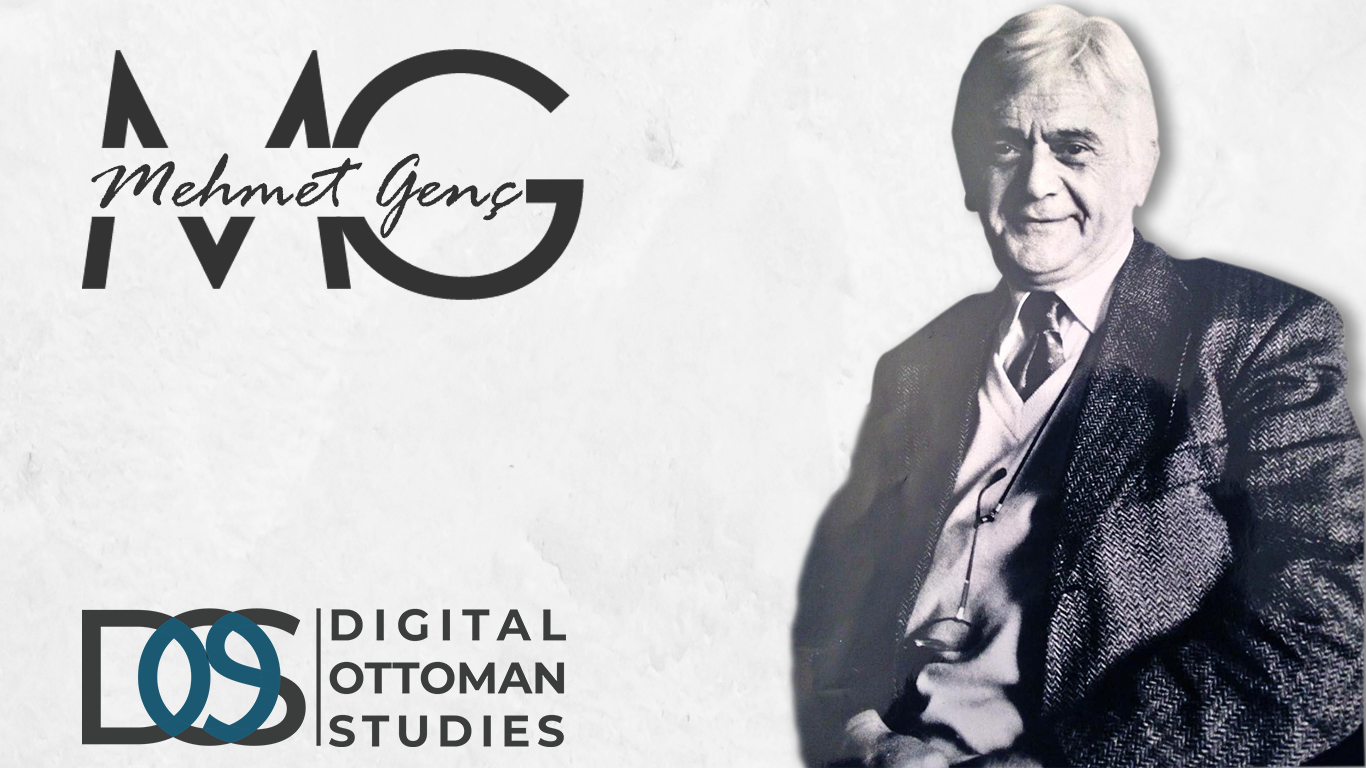 MG
Mehmet Genç
DOS
DIGITAL
OTTOMAN
STUDIES